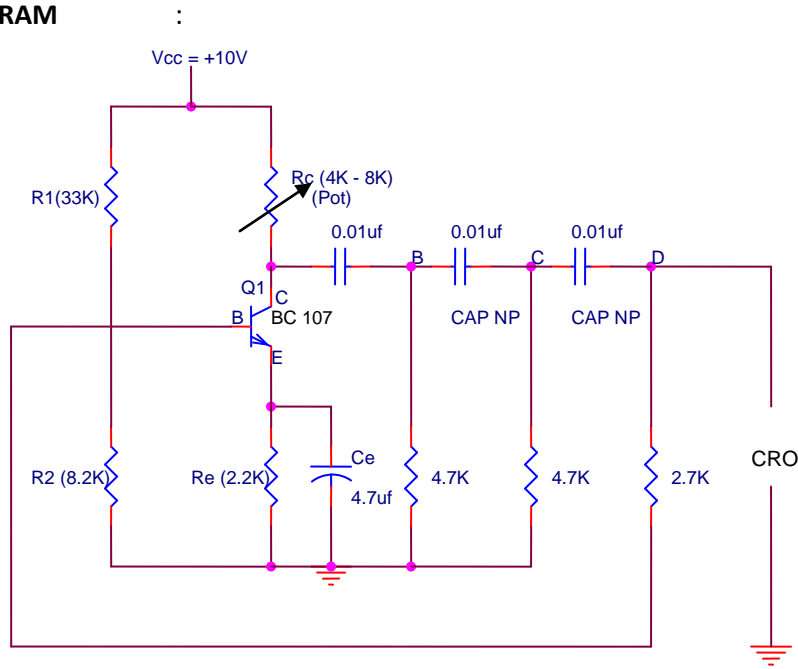 RAM :
Vcc = +10V
R1(33K)
Rc (4K - 8K)
(Pot)
0.01uf
0.01uf
0.01uf
B
C
D
Q1
C
B
BC 107
CAP NP
CAP NP
E
R2 (8.2K)
Re (2.2K)
Ce
4.7uf
4.7K
4.7K
2.7K
CRO